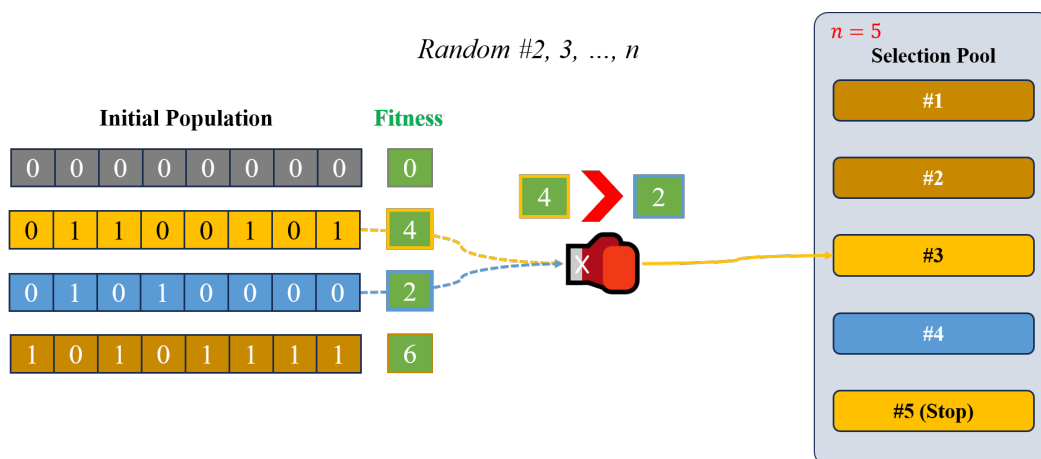 Random #2, 3, ..., n
Initial Population Fitness
0 0 0 0 0 0 0 0 0
0 1 1 0 0 1 0 1 4
0 1 0 1 0 0 0 0 2
1 0 1 0 1 1 1 1 6
4 2
X
n = 5
Selection Pool
#1
#2
#3
#4
#5 (Stop)